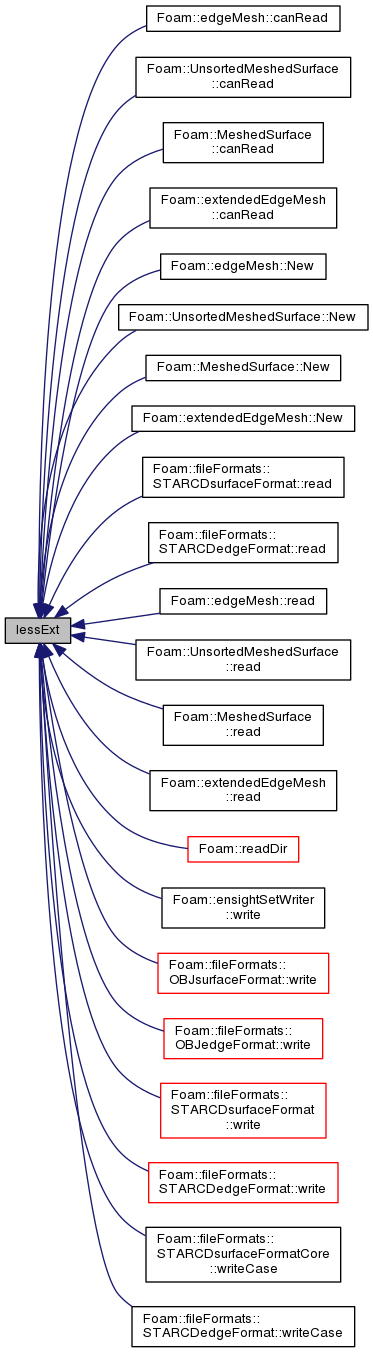 Foam::edgeMesh::canRead
Foam::UnsortedMeshedSurface
::canRead
Foam::MeshedSurface
::canRead
Foam::extendedEdgeMesh
::canRead
Foam::edgeMesh::New
Foam::UnsortedMeshedSurface::New
Foam::MeshedSurface::New
Foam::extendedEdgeMesh::New
Foam::fileFormats::
STARCDsurfaceFormat::read
Foam::fileFormats::
STARCDedgeFormat::read
Foam::edgeMesh::read
lessExt
Foam::UnsortedMeshedSurface
::read
Foam::MeshedSurface
::read
Foam::extendedEdgeMesh
::read
Foam::readDir
Foam::ensightSetWriter
::write
Foam::fileFormats::
OBJsurfaceFormat::write
Foam::fileFormats::
OBJedgeFormat::write
Foam::fileFormats::
STARCDsurfaceFormat
::write
Foam::fileFormats::
STARCDedgeFormat::write
Foam::fileFormats::
STARCDsurfaceFormatCore
::writeCase
Foam::fileFormats::
STARCDedgeFormat::writeCase